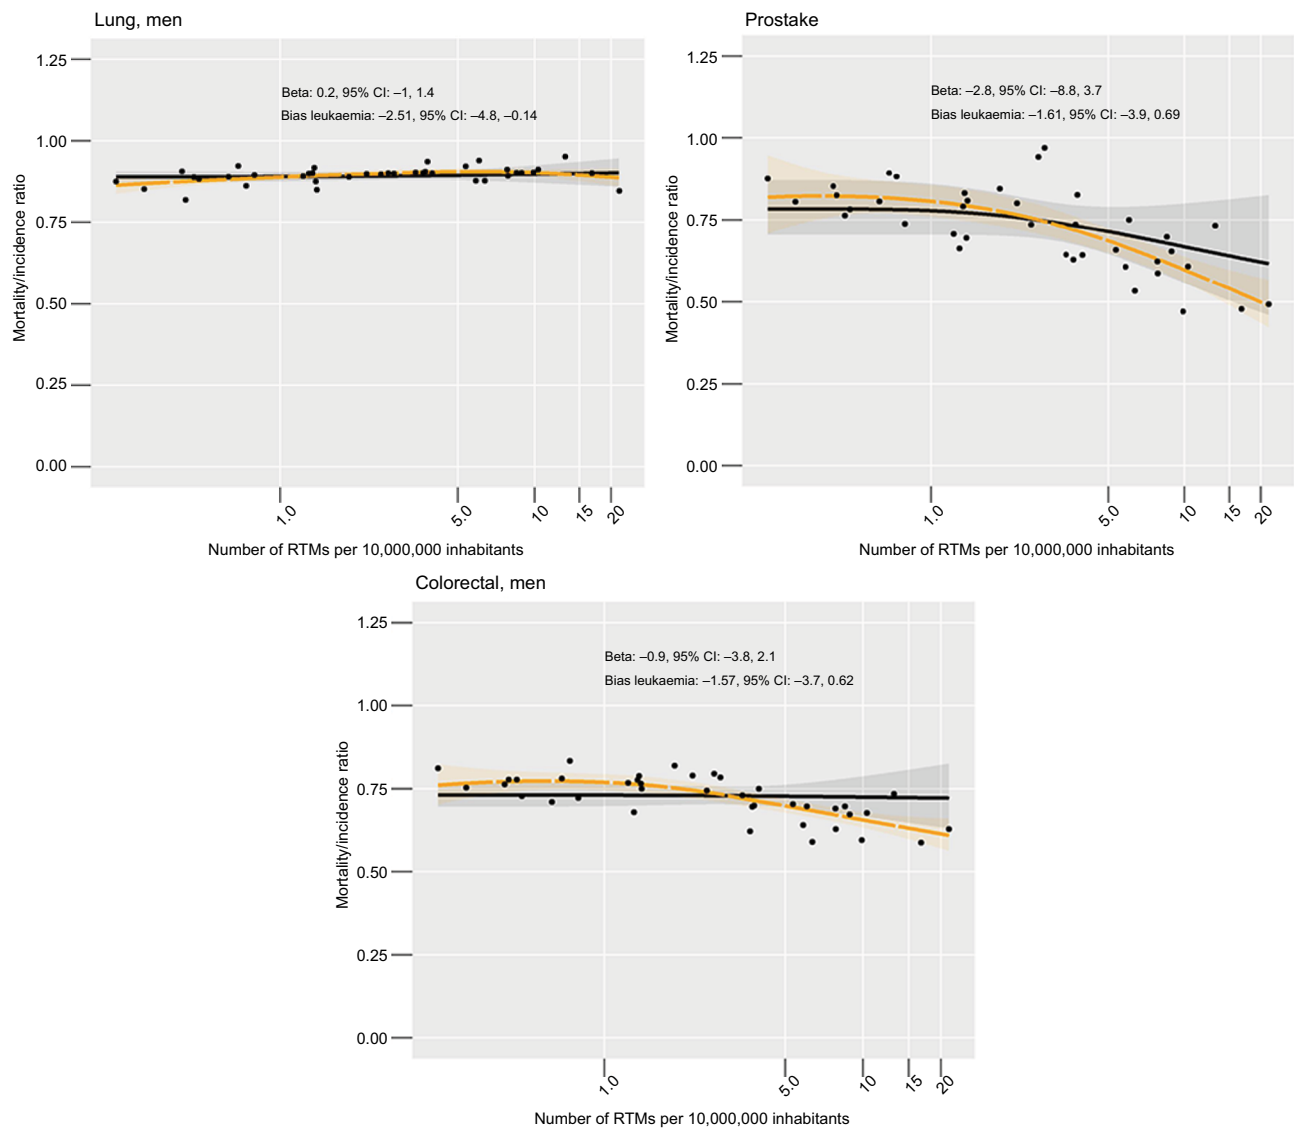 Lung, men
Mortality/incidence ratio
1.25
1.00
0.75
0.50
0.25
0.00
Beta: 0.2, 95% CI: –1, 1.4
Bias leukaemia: –2.51, 95% CI: –4.8, –0.14
1.0 5.0 10 15 20
Number of RTMs per 10,000,000 inhabitants
Prostake
Mortality/incidence ratio
1.25
1.00
0.75
0.50
0.25
0.00
Beta: –2.8, 95% CI: –8.8, 3.7
Bias leukaemia: –1.61, 95% CI: –3.9, 0.69
1.0 5.0 10 15 20
Number of RTMs per 10,000,000 inhabitants
Colorectal, men
Mortality/incidence ratio
1.25
1.00
0.75
0.50
0.25
0.00
Beta: –0.9, 95% CI: –3.8, 2.1
Bias leukaemia: –1.57, 95% CI: –3.7, 0.62
1.0 5.0 10 15 20
Number of RTMs per 10,000,000 inhabitants